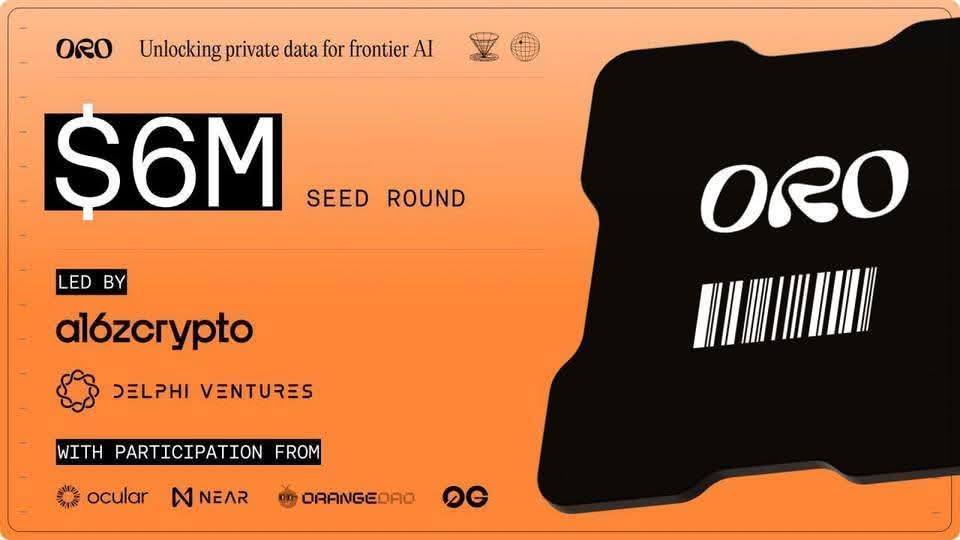 ORO Unlocking private data for frontier AI
$6M SEED ROUND
LED BY
a16zcrypto
DELPHI VENTURES
WITH PARTICIPATION FROM
ocular NEAR ORANGEDAO 0G
ORO